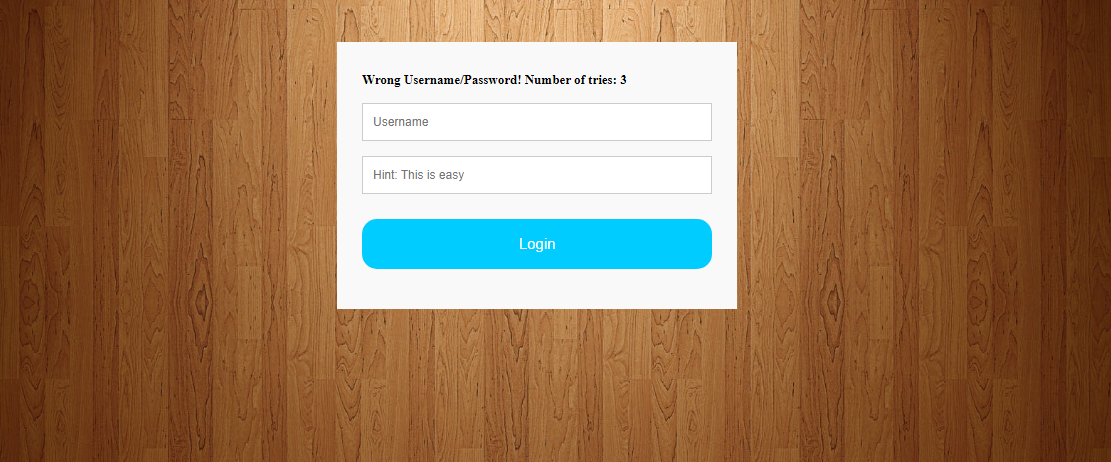 Wrong Username/Password! Number of tries: 3
Username
Hint: This is easy
Login